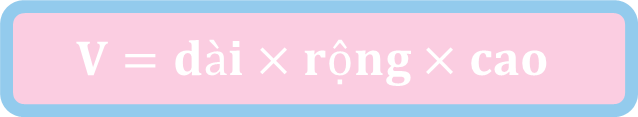 V = dài × rộng × cao